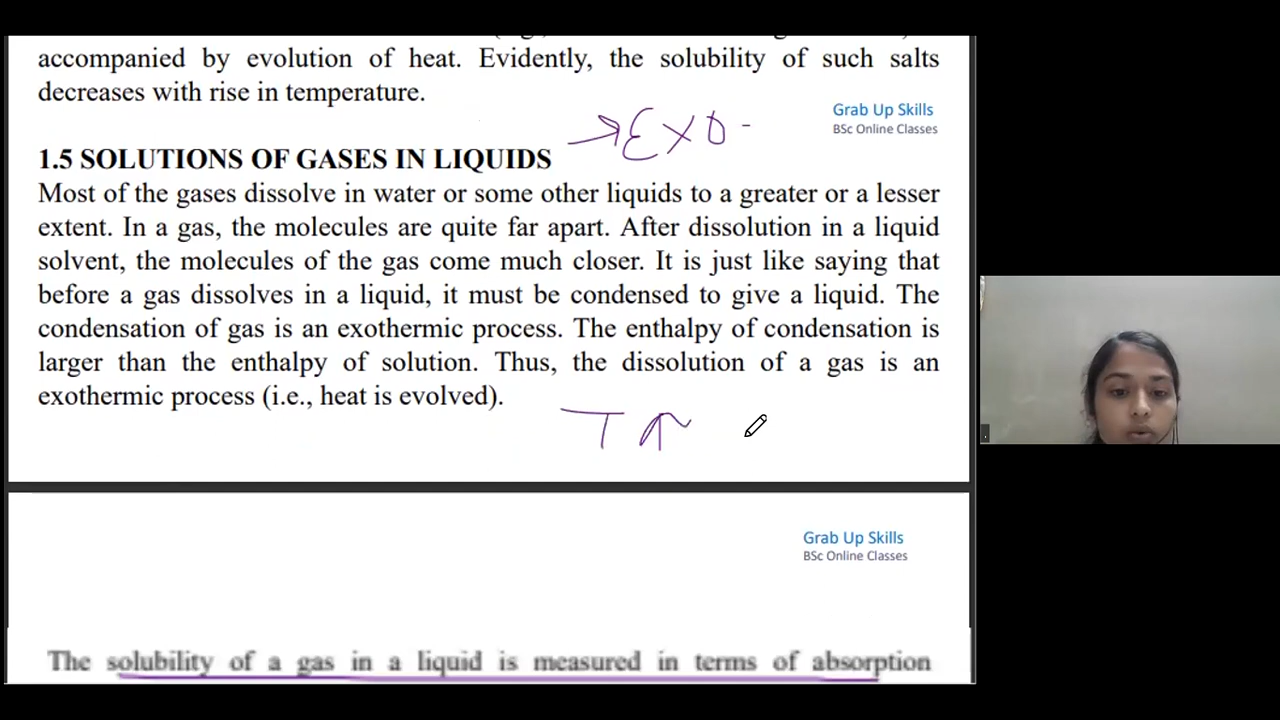 accompanied by evolution of heat. Evidently, the solubility of such salts
decreases with rise in temperature.
Grab Up Skills
BSc Online Classes
→ EXO -
1.5 SOLUTIONS OF GASES IN LIQUIDS
Most of the gases dissolve in water or some other liquids to a greater or a lesser
extent. In a gas, the molecules are quite far apart. After dissolution in a liquid
solvent, the molecules of the gas come much closer. It is just like saying that
before a gas dissolves in a liquid, it must be condensed to give a liquid. The
condensation of gas is an exothermic process. The enthalpy of condensation is
larger than the enthalpy of solution. Thus, the dissolution of a gas is an
exothermic process (i.e., heat is evolved).
T ↑
Grab Up Skills
BSc Online Classes
The solubility of a gas in a liquid is measured in terms of absorption